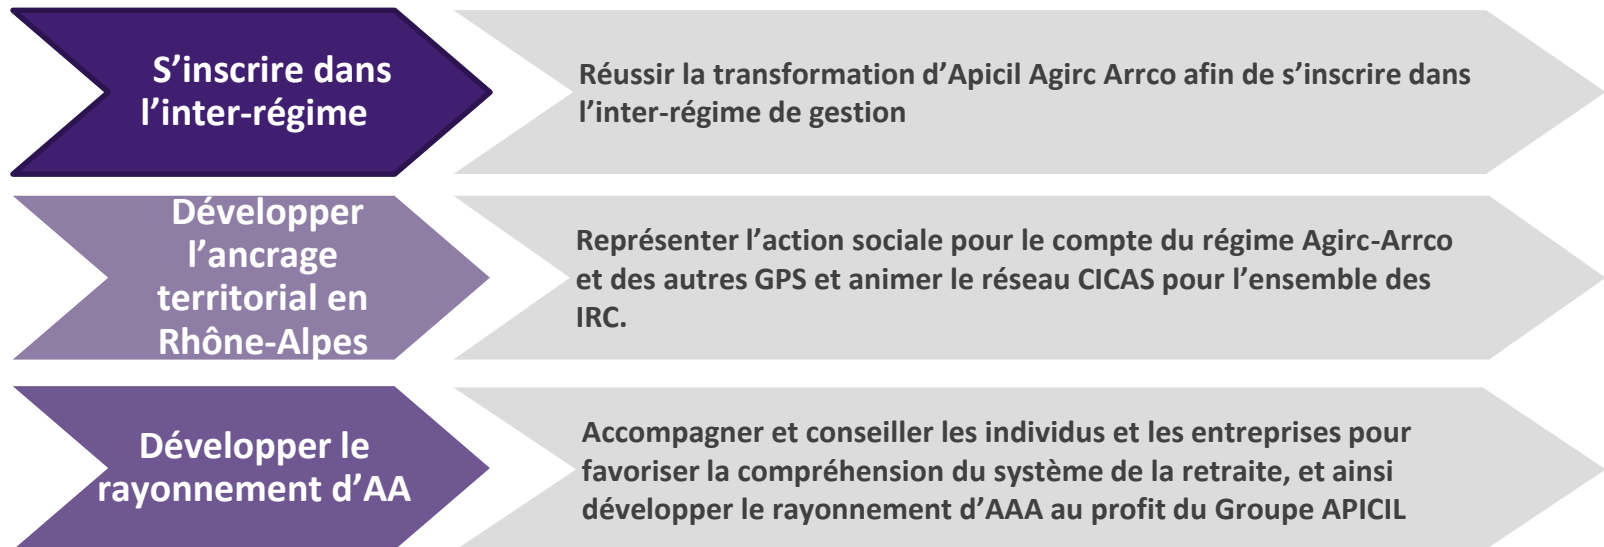 S’inscrire dans
l’inter-régime
Réussir la transformation d’Apicil Agirc Arrco afin de s’inscrire dans
l’inter-régime de gestion
Développer
l’ancrage
territorial en
Rhône-Alpes
Représenter l’action sociale pour le compte du régime Agirc-Arrco
et des autres GPS et animer le réseau CICAS pour l’ensemble des
IRC.
Développer le
rayonnement d’AA
Accompagner et conseiller les individus et les entreprises pour
favoriser la compréhension du système de la retraite, et ainsi
développer le rayonnement d’AAA au profit du Groupe APICIL